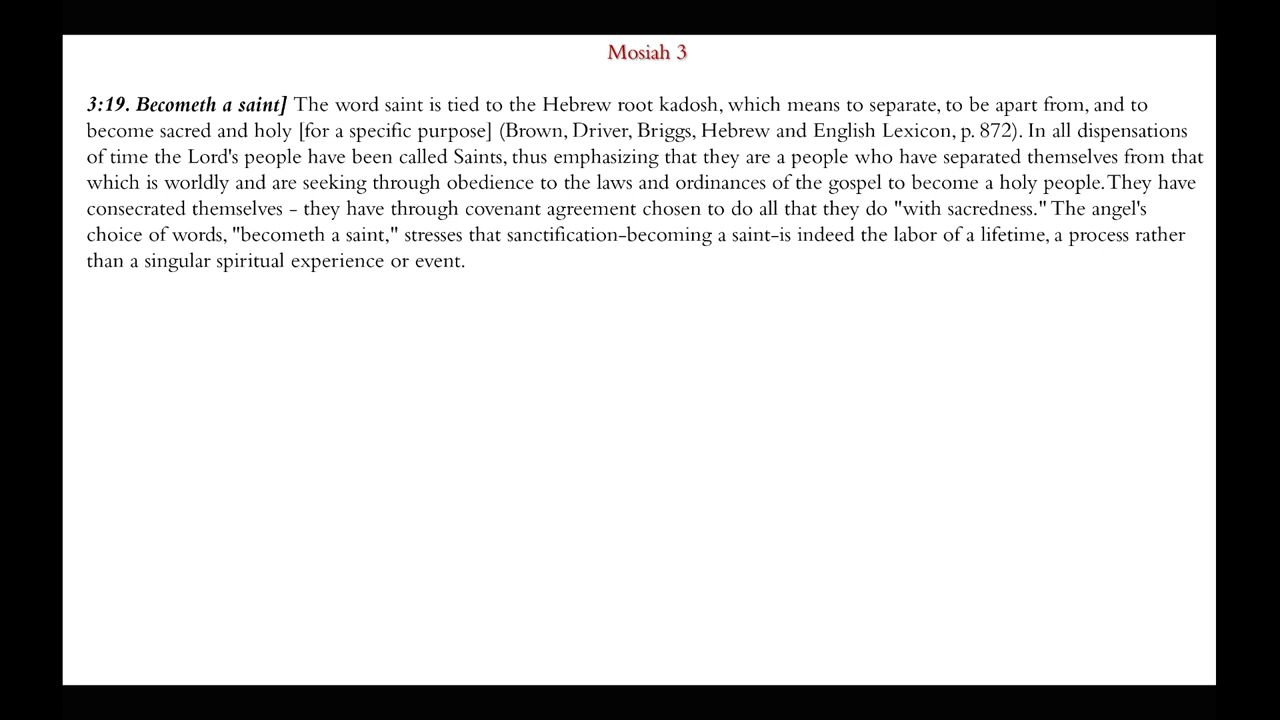 Mosiah 3
3:19. Becometh a saint] The word saint is tied to the Hebrew root kadosh, which means to separate, to be apart from, and to
become sacred and holy [for a specific purpose] (Brown, Driver, Briggs, Hebrew and English Lexicon, p. 872). In all dispensations
of time the Lord's people have been called Saints, thus emphasizing that they are a people who have separated themselves from that
which is worldly and are seeking through obedience to the laws and ordinances of the gospel to become a holy people. They have
consecrated themselves - they have through covenant agreement chosen to do all that they do "with sacredness." The angel's
choice of words, "becometh a saint," stresses that sanctification-becoming a saint-is indeed the labor of a lifetime, a process rather
than a singular spiritual experience or event.